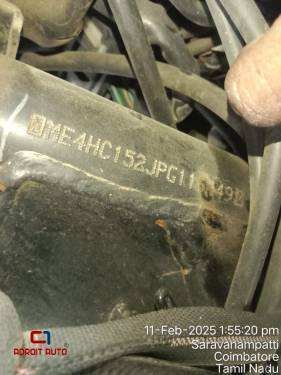 ME4HC152JPG11
ADROIT AUTO
11-Feb-2025 1:55:20 pm
Saravanampatti
Coimbatore
Tamil Nadu